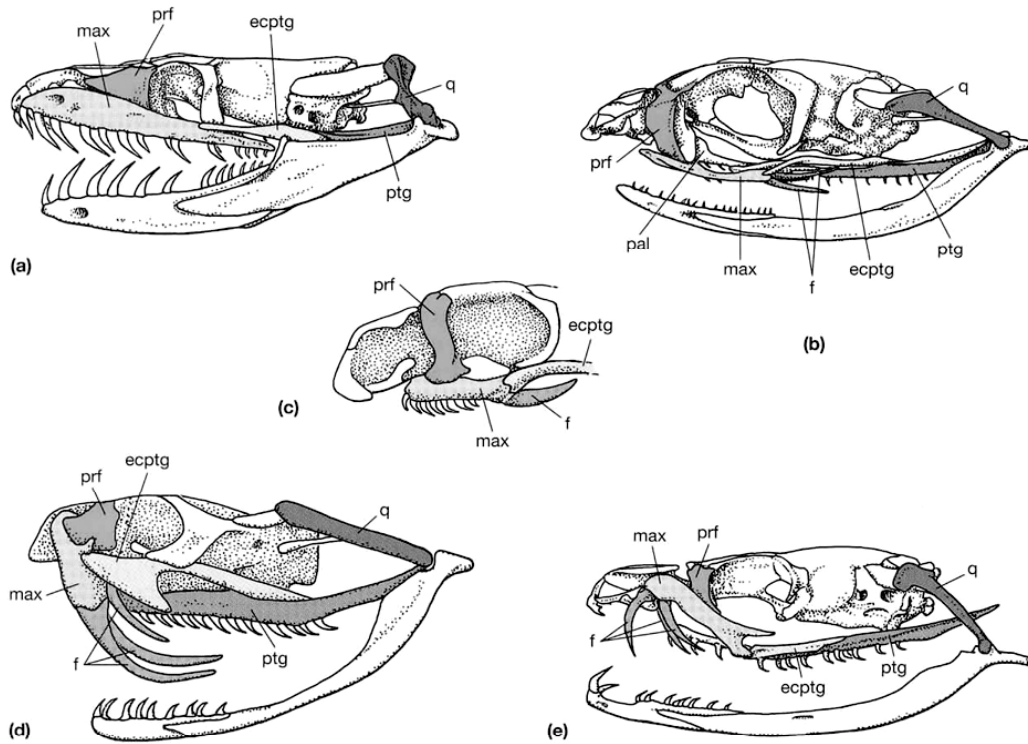 max
prf
ecptg
q
ptg
(a)
q
prf
pal
max
f
ecptg
ptg
(b)
prf
ecptg
max
f
(c)
prf
ecptg
q
max
f
ptg
(d)
max
prf
q
f
ecptg
ptg
(e)